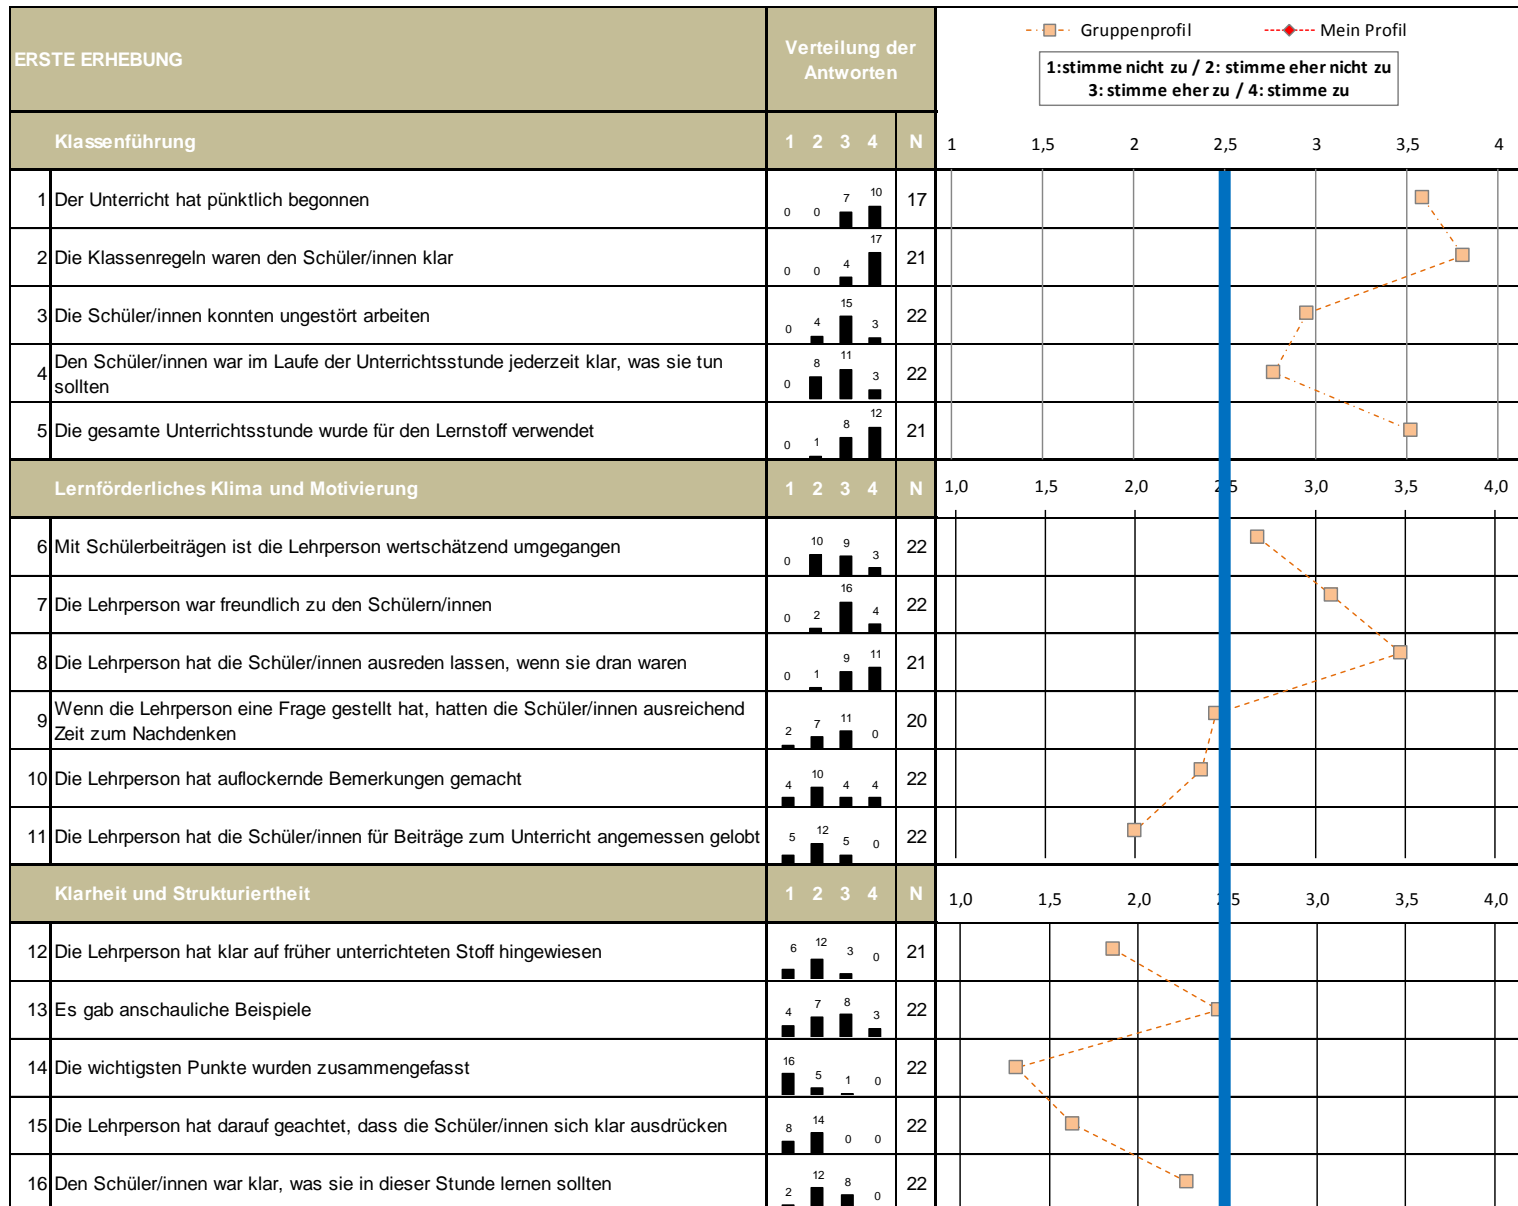 ERSTE ERHEBUNG
Verteilung der
Antworten
Gruppenprofil Mein Profil
1:stimme nicht zu / 2: stimme eher nicht zu
3: stimme eher zu / 4: stimme zu
Klassenführung 1 2 3 4 N 1 1,5 2 2,5 3 3,5 4
1 Der Unterricht hat pünktlich begonnen 0 0 7 10 17
2 Die Klassenregeln waren den Schüler/innen klar 0 0 4 17 21
3 Die Schüler/innen konnten ungestört arbeiten 0 4 15 3 22
4 Den Schüler/innen war im Laufe der Unterrichtsstunde jederzeit klar, was sie tun
sollten 0 8 11 3 22
5 Die gesamte Unterrichtsstunde wurde für den Lernstoff verwendet 0 1 8 12 21
Lernförderliches Klima und Motivierung 1 2 3 4 N 1,0 1,5 2,0 2,5 3,0 3,5 4,0
6 Mit Schülerbeiträgen ist die Lehrperson wertschätzend umgegangen 0 10 9 3 22
7 Die Lehrperson war freundlich zu den Schülern/innen 0 2 16 4 22
8 Die Lehrperson hat die Schüler/innen ausreden lassen, wenn sie dran waren 0 1 9 11 21
9 Wenn die Lehrperson eine Frage gestellt hat, hatten die Schüler/innen ausreichend
Zeit zum Nachdenken 2 7 11 0 20
10 Die Lehrperson hat auflockernde Bemerkungen gemacht 4 10 4 4 22
11 Die Lehrperson hat die Schüler/innen für Beiträge zum Unterricht angemessen gelobt 5 12 5 0 22
Klarheit und Strukturiertheit 1 2 3 4 N 1,0 1,5 2,0 2,5 3,0 3,5 4,0
12 Die Lehrperson hat klar auf früher unterrichteten Stoff hingewiesen 6 12 3 0 21
13 Es gab anschauliche Beispiele 4 7 8 3 22
14 Die wichtigsten Punkte wurden zusammengefasst 16 5 1 0 22
15 Die Lehrperson hat darauf geachtet, dass die Schüler/innen sich klar ausdrücken 8 14 0 0 22
16 Den Schüler/innen war klar, was sie in dieser Stunde lernen sollten 2 12 8 0 22